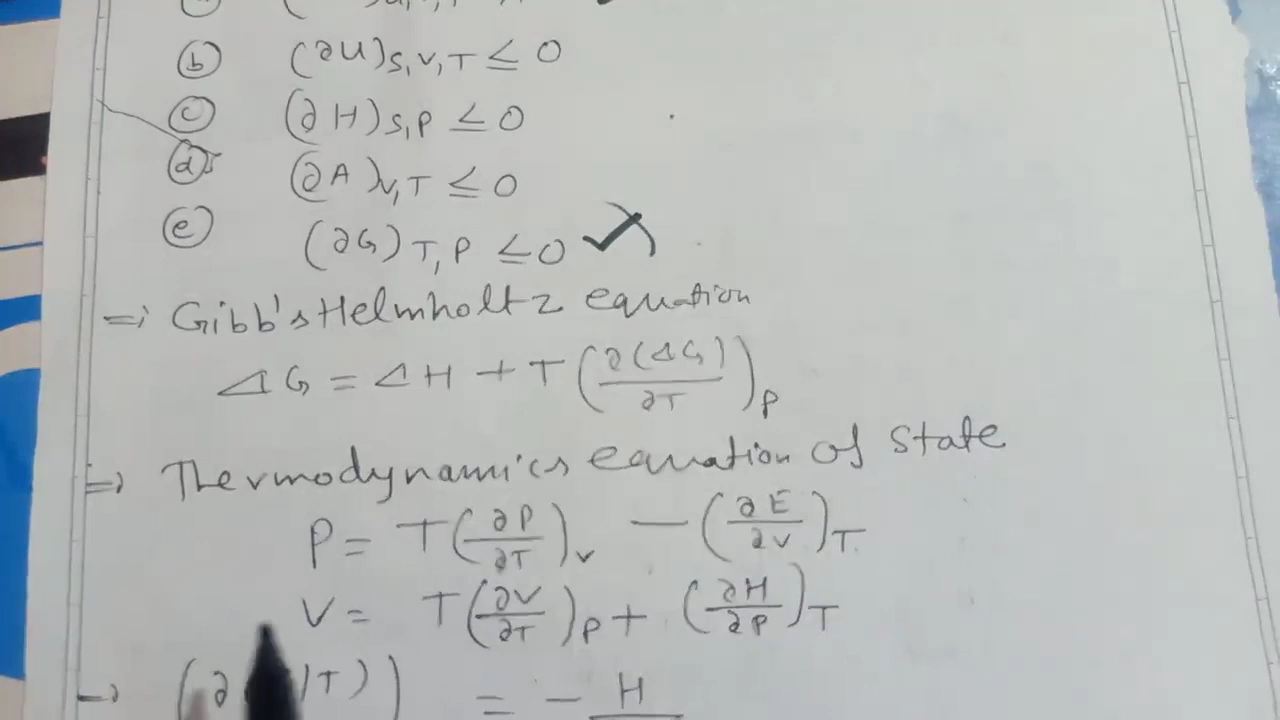 ⓑ (∂U)S,V,T ≤ 0
ⓒ (∂H)S,P ≤ 0
ⓓ (∂A)V,T ≤ 0
ⓔ (∂G)T,P ≤ 0 ✓
⇒ Gibb's Helmholtz equation
ΔG = ΔH + T(∂(ΔG)/∂T)P
⇒ Thermodynamics equation of state
P = T(∂P/∂T)V − (∂E/∂V)T
V = T(∂V/∂T)P + (∂H/∂P)T
→ (∂ /T)) = − H